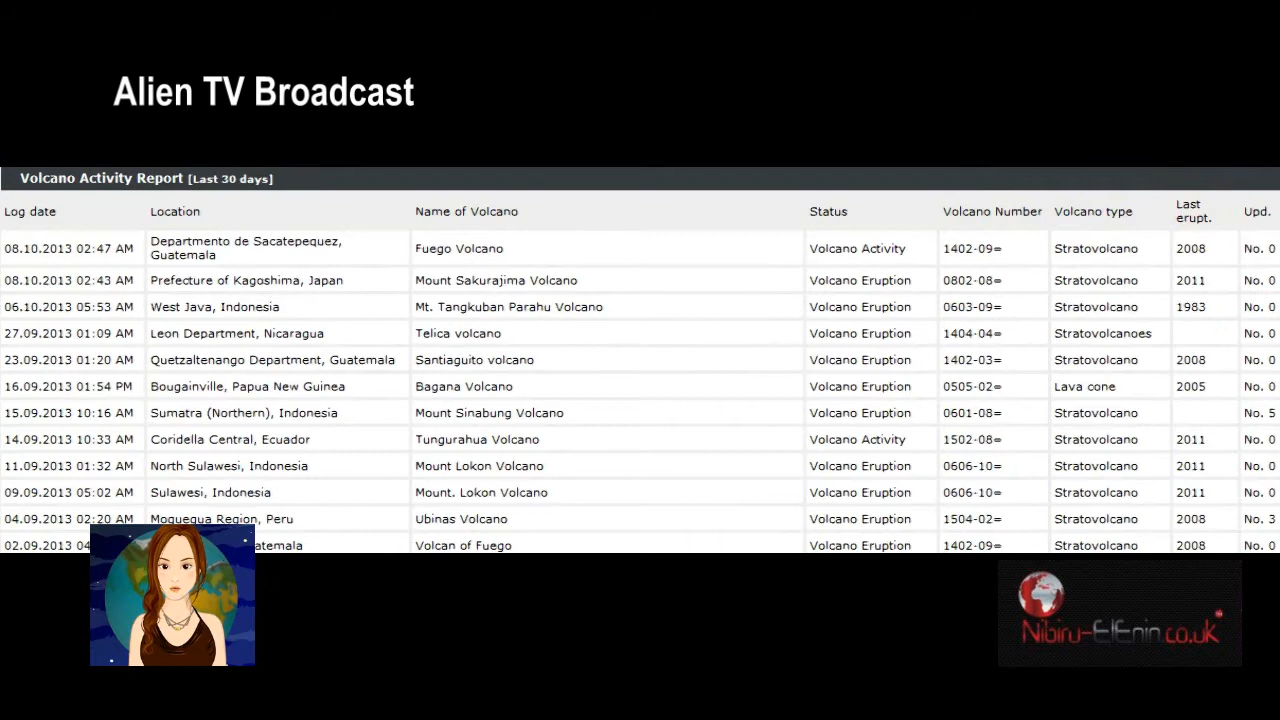 Alien TV Broadcast
Volcano Activity Report [Last 30 days]
Log date Location Name of Volcano Status Volcano Number Volcano type Last erupt. Upd.
08.10.2013 02:47 AM Departmento de Sacatepequez, Guatemala Fuego Volcano Volcano Activity 1402-09= Stratovolcano 2008 No. 0
08.10.2013 02:43 AM Prefecture of Kagoshima, Japan Mount Sakurajima Volcano Volcano Eruption 0802-08= Stratovolcano 2011 No. 0
06.10.2013 05:53 AM West Java, Indonesia Mt. Tangkuban Parahu Volcano Volcano Eruption 0603-09= Stratovolcano 1983 No. 0
27.09.2013 01:09 AM Leon Department, Nicaragua Telica volcano Volcano Eruption 1404-04= Stratovolcanoes No. 0
23.09.2013 01:20 AM Quetzaltenango Department, Guatemala Santiaguito volcano Volcano Eruption 1402-03= Stratovolcano 2008 No. 0
16.09.2013 01:54 PM Bougainville, Papua New Guinea Bagana Volcano Volcano Eruption 0505-02= Lava cone 2005 No. 0
15.09.2013 10:16 AM Sumatra (Northern), Indonesia Mount Sinabung Volcano Volcano Eruption 0601-08= Stratovolcano No. 5
14.09.2013 10:33 AM Coridella Central, Ecuador Tungurahua Volcano Volcano Activity 1502-08= Stratovolcano 2011 No. 0
11.09.2013 01:32 AM North Sulawesi, Indonesia Mount Lokon Volcano Volcano Eruption 0606-10= Stratovolcano 2011 No. 0
09.09.2013 05:02 AM Sulawesi, Indonesia Mount. Lokon Volcano Volcano Eruption 0606-10= Stratovolcano 2011 No. 0
04.09.2013 02:20 AM Moquegua Region, Peru Ubinas Volcano Volcano Eruption 1504-02= Stratovolcano 2008 No. 3
02.09.2013 Volcan of Fuego Volcano Eruption 1402-09= Stratovolcano 2008 No. 0
Nibiru-ElEnin.co.uk